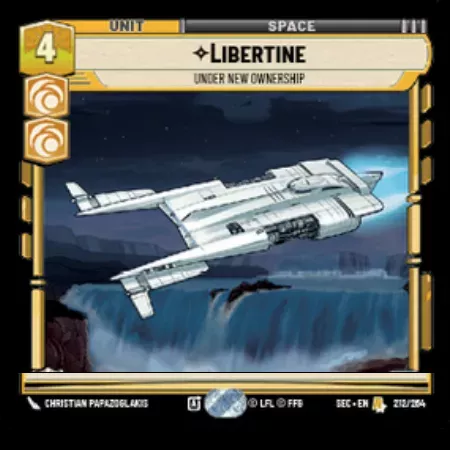 UNIT
SPACE
4
LIBERTINE
UNDER NEW OWNERSHIP
CHRISTIAN PAPAZOGLAKIS
A
© LFL ℗ FFG
SEC • EN
212/264